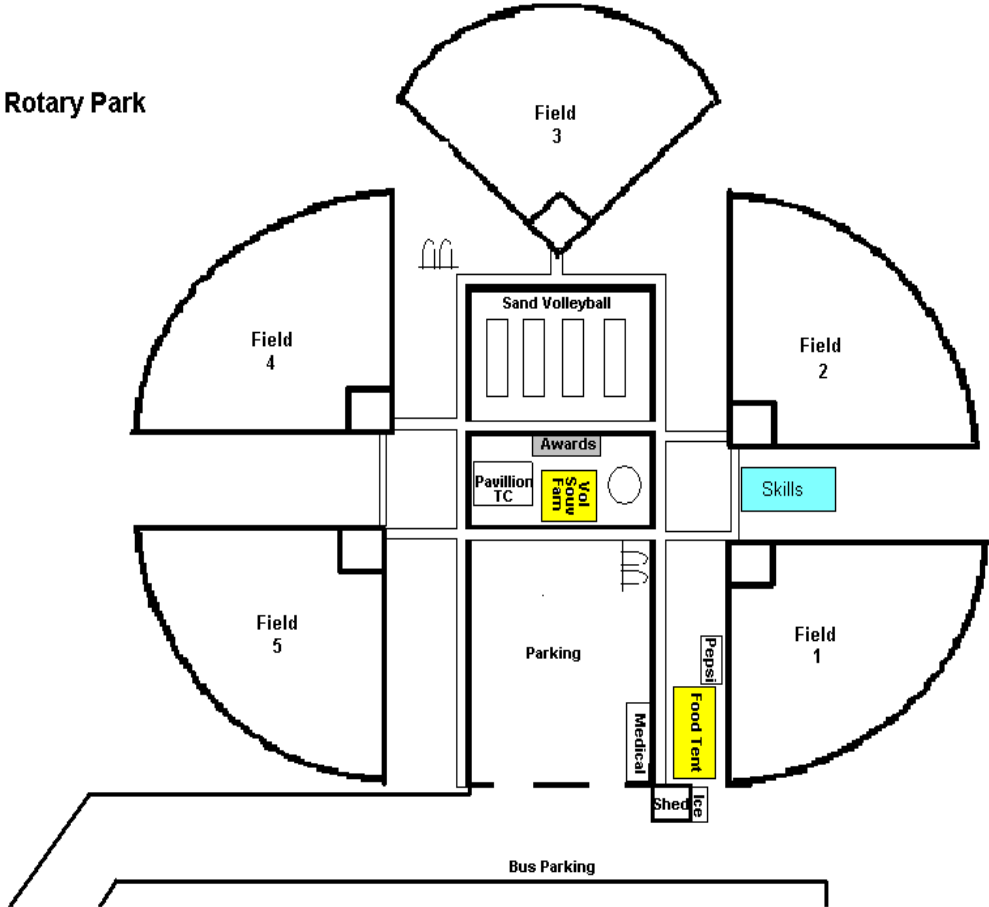 Rotary Park
Field
3
Sand Volleyball
Field
4
Field
2
Awards
Pavillion
TC
Vol
Souv
Fam
Skills
Field
5
Field
1
Parking
Pepsi
Food Tent
Medical
Shed
Ice
Bus Parking